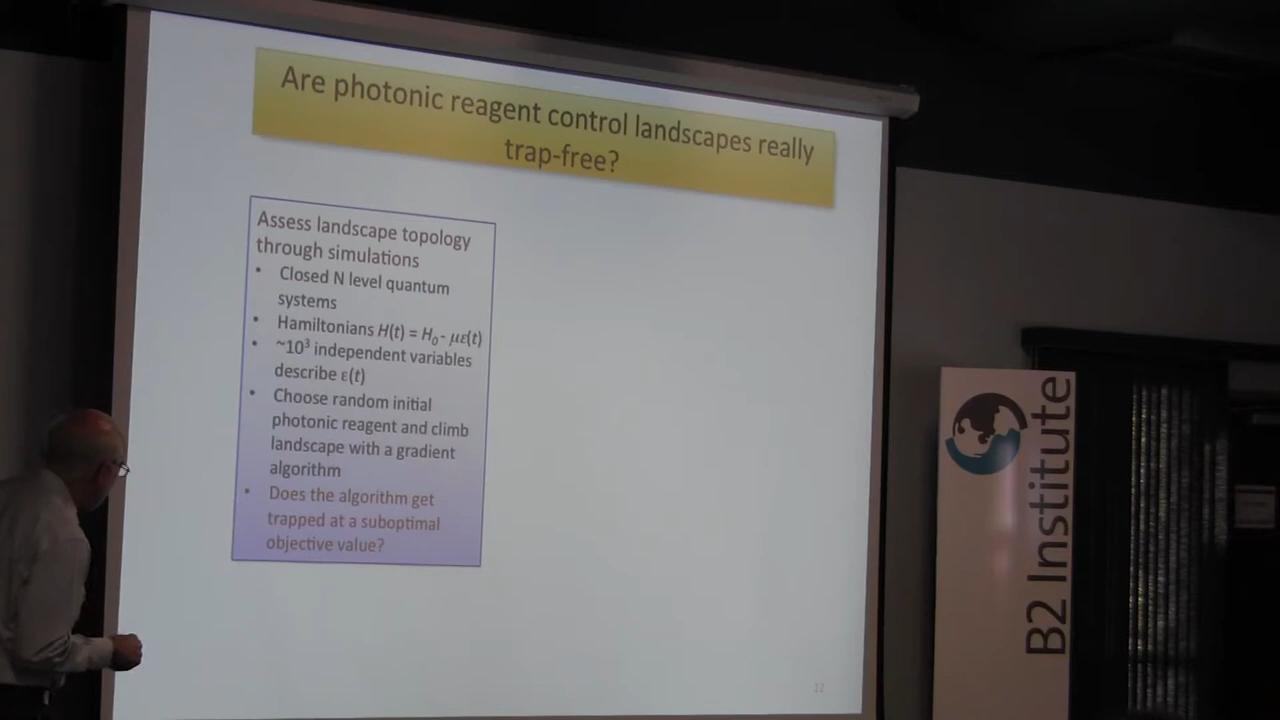 Are photonic reagent control landscapes really
trap-free?
Assess landscape topology
through simulations
• Closed N level quantum
systems
• Hamiltonians H(t) = H₀ - με(t)
• ~10³ independent variables
describe ε(t)
• Choose random initial
photonic reagent and climb
landscape with a gradient
algorithm
• Does the algorithm get
trapped at a suboptimal
objective value?
12
B2 Institute